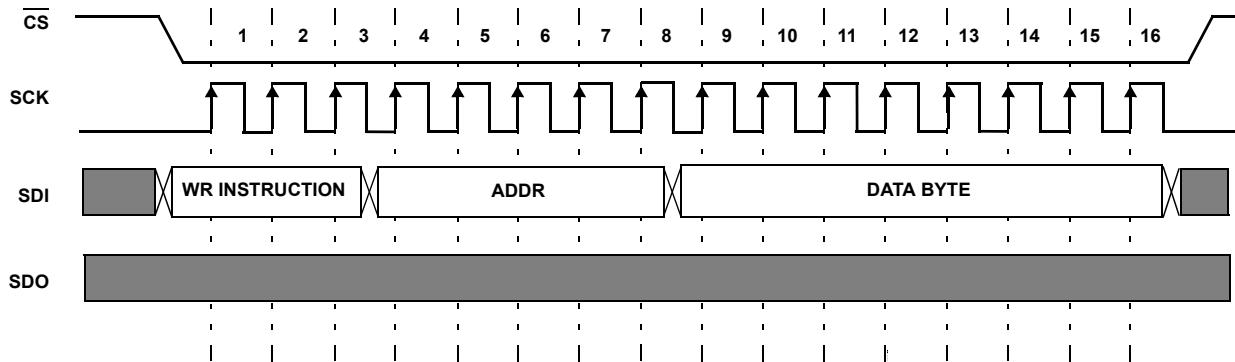 CS
1 2 3 4 5 6 7 8 9 10 11 12 13 14 15 16
SCK
SDI WR INSTRUCTION ADDR DATA BYTE
SDO